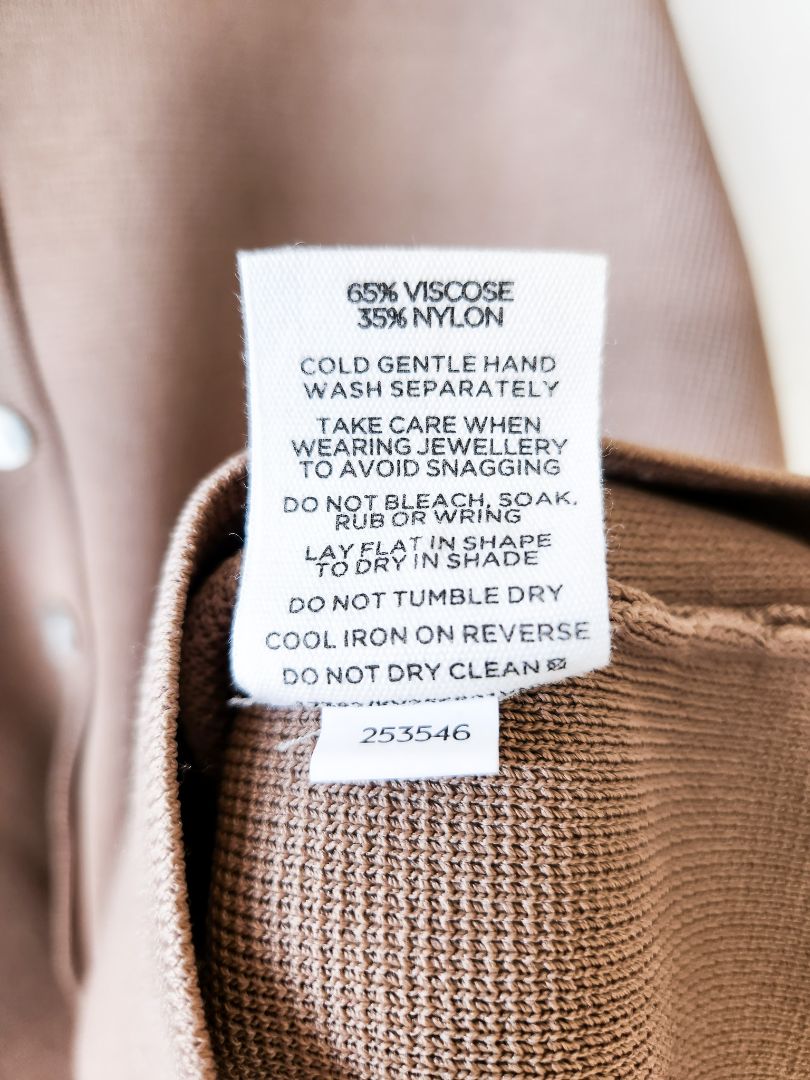 65% VISCOSE
35% NYLON
COLD GENTLE HAND
WASH SEPARATELY
TAKE CARE WHEN
WEARING JEWELLERY
TO AVOID SNAGGING
DO NOT BLEACH, SOAK,
RUB OR WRING
LAY FLAT IN SHAPE
TO DRY IN SHADE
DO NOT TUMBLE DRY
COOL IRON ON REVERSE
DO NOT DRY CLEAN
253546